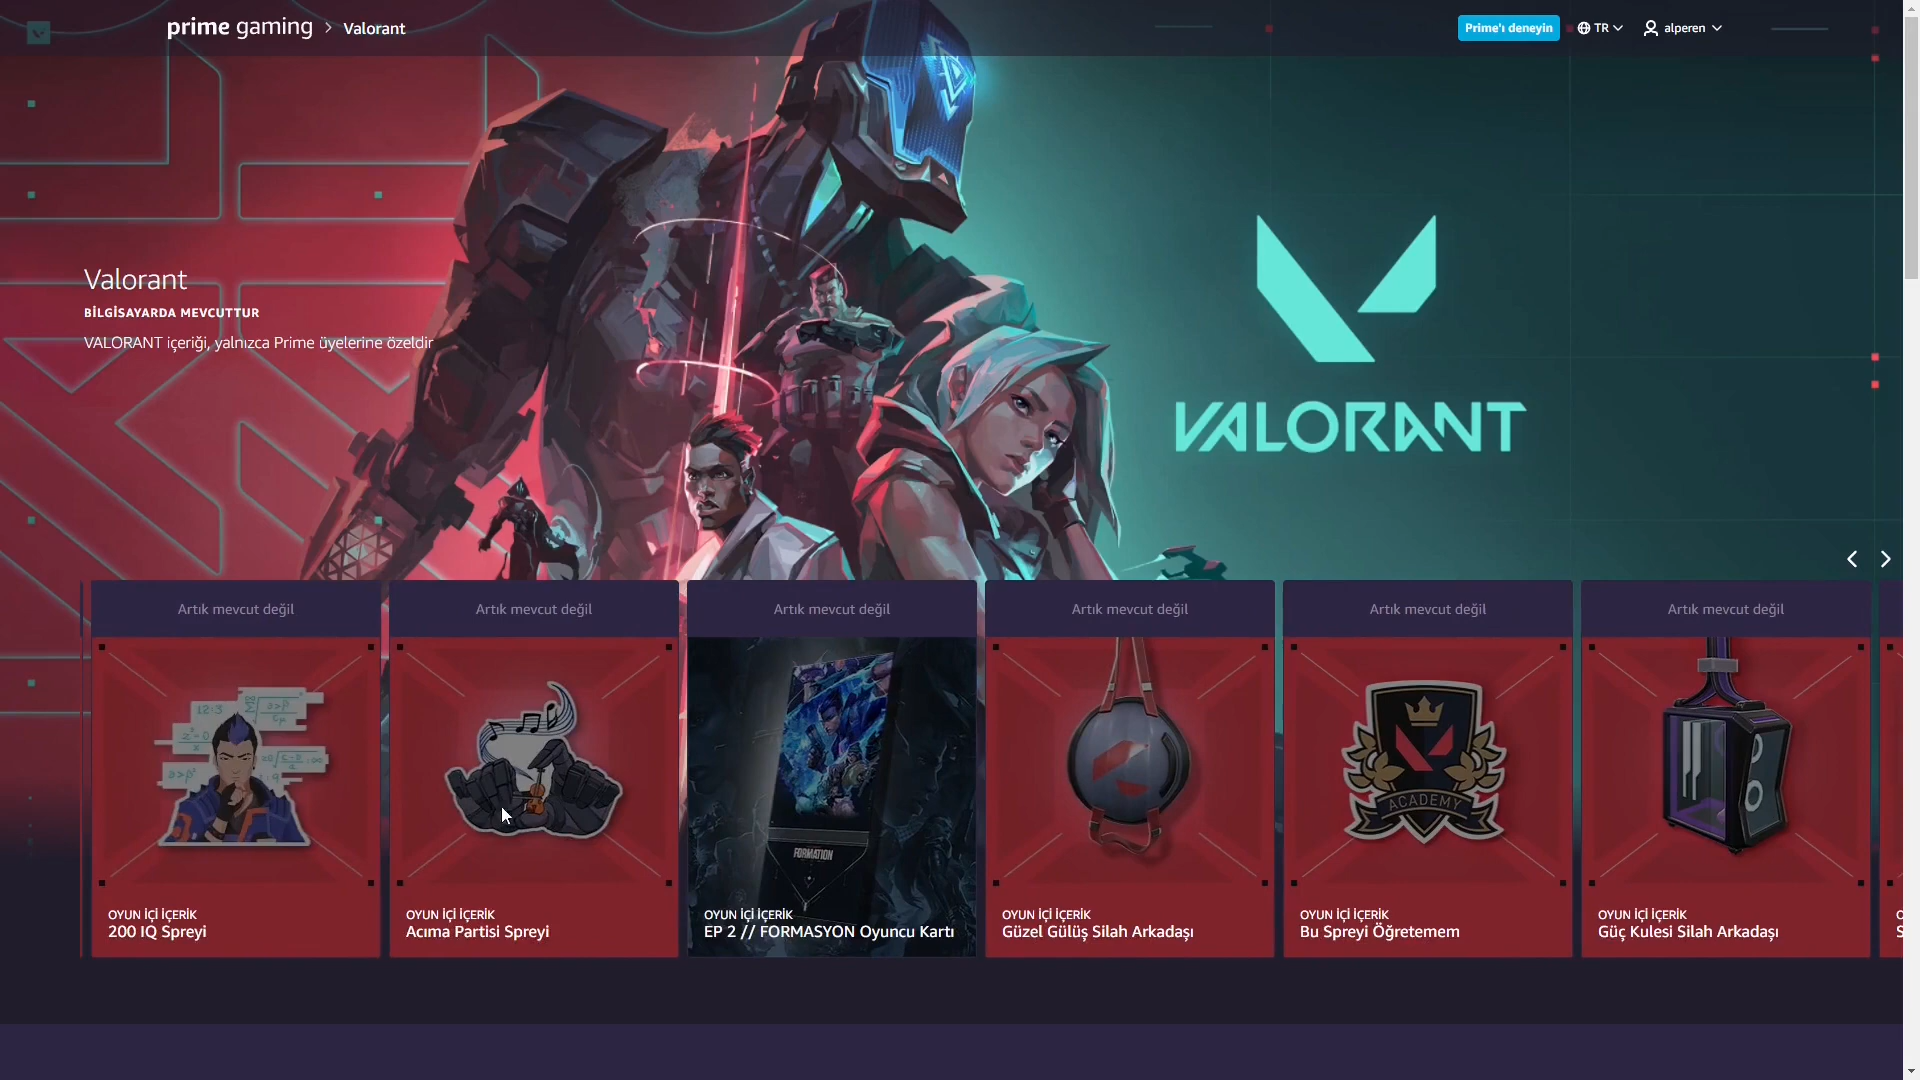 prime gaming > Valorant
Prime'ı deneyin
TR
alperen
Valorant
BİLGİSAYARDA MEVCUTTUR
VALORANT içeriği, yalnızca Prime üyelerine özeldir
VALORANT
Artık mevcut değil
OYUN İÇİ İÇERİK
200 IQ Spreyi
Artık mevcut değil
OYUN İÇİ İÇERİK
Acıma Partisi Spreyi
Artık mevcut değil
FORMATION
OYUN İÇİ İÇERİK
EP 2 // FORMASYON Oyuncu Kartı
Artık mevcut değil
OYUN İÇİ İÇERİK
Güzel Gülüş Silah Arkadaşı
Artık mevcut değil
ACADEMY
OYUN İÇİ İÇERİK
Bu Spreyi Öğretemem
Artık mevcut değil
OYUN İÇİ İÇERİK
Güç Kulesi Silah Arkadaşı